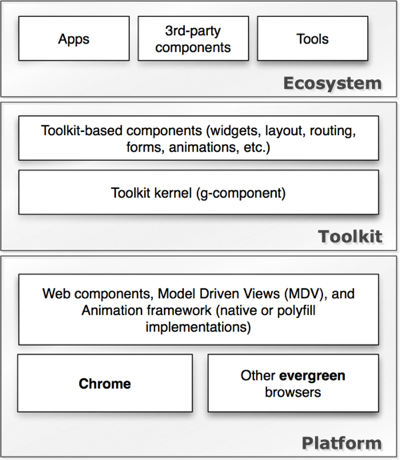 Apps
3rd-party
components
Tools
Ecosystem
Toolkit-based components (widgets, layout, routing,
forms, animations, etc.)
Toolkit kernel (g-component)
Toolkit
Web components, Model Driven Views (MDV), and
Animation framework (native or polyfill
implementations)
Chrome
Other evergreen
browsers
Platform